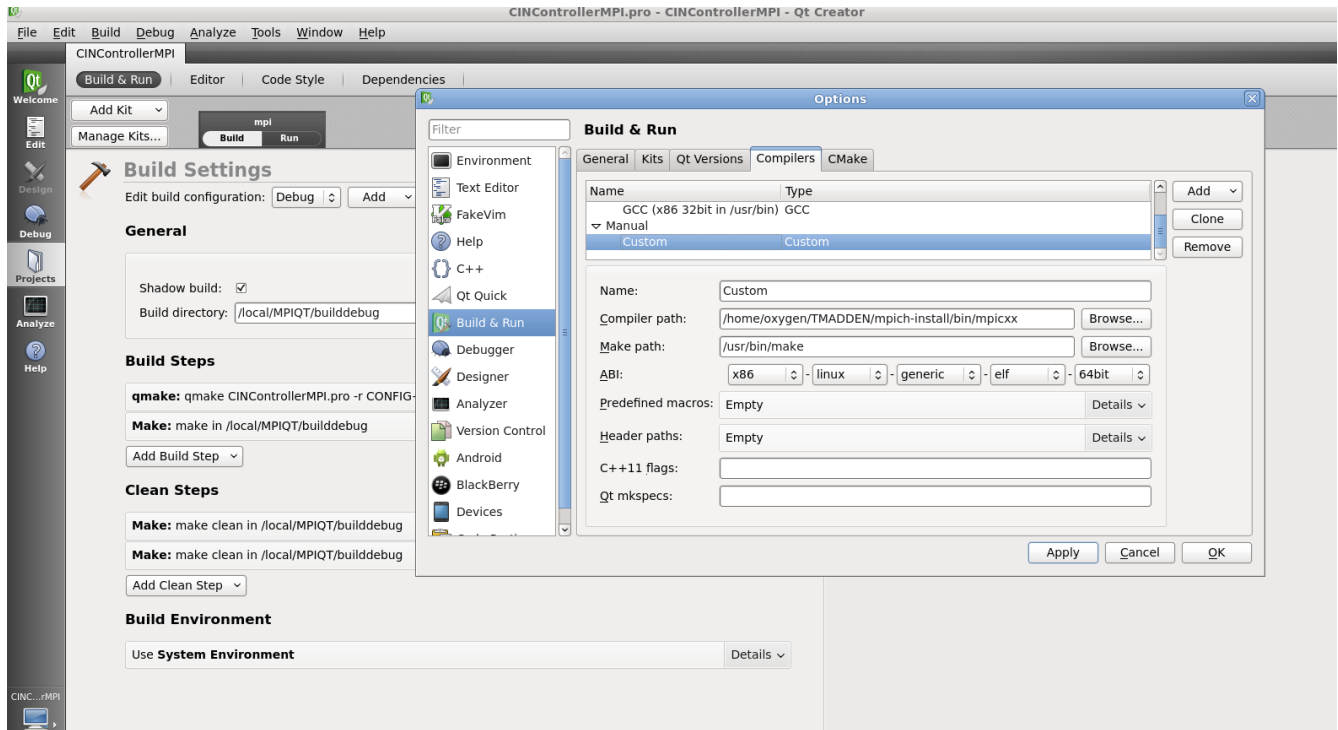 CINControllerMPI.pro - CINControllerMPI - Qt Creator
File Edit Build Debug Analyze Tools Window Help
CINControllerMPI
Build & Run Editor Code Style Dependencies
Welcome
Edit
Design
Debug
Projects
Analyze
Help
CINC...rMPI
Add Kit
Manage Kits...
mpi
Build Run
Build Settings
Edit build configuration: Debug Add
General
Shadow build:
Build directory: /local/MPIQT/builddebug
Build Steps
qmake: qmake CINControllerMPI.pro -r CONFIG-
Make: make in /local/MPIQT/builddebug
Add Build Step
Clean Steps
Make: make clean in /local/MPIQT/builddebug
Make: make clean in /local/MPIQT/builddebug
Add Clean Step
Build Environment
Use System Environment Details
Options
Filter
Environment
Text Editor
FakeVim
Help
C++
Qt Quick
Build & Run
Debugger
Designer
Analyzer
Version Control
Android
BlackBerry
Devices
Build & Run
General Kits Qt Versions Compilers CMake
Name Type
GCC (x86 32bit in /usr/bin) GCC
Manual
Custom Custom
Add
Clone
Remove
Name: Custom
Compiler path: /home/oxygen/TMADDEN/mpich-install/bin/mpicxx Browse...
Make path: /usr/bin/make Browse...
ABI: x86 - linux - generic - elf - 64bit
Predefined macros: Empty Details
Header paths: Empty Details
C++11 flags:
Qt mkspecs:
Apply Cancel OK